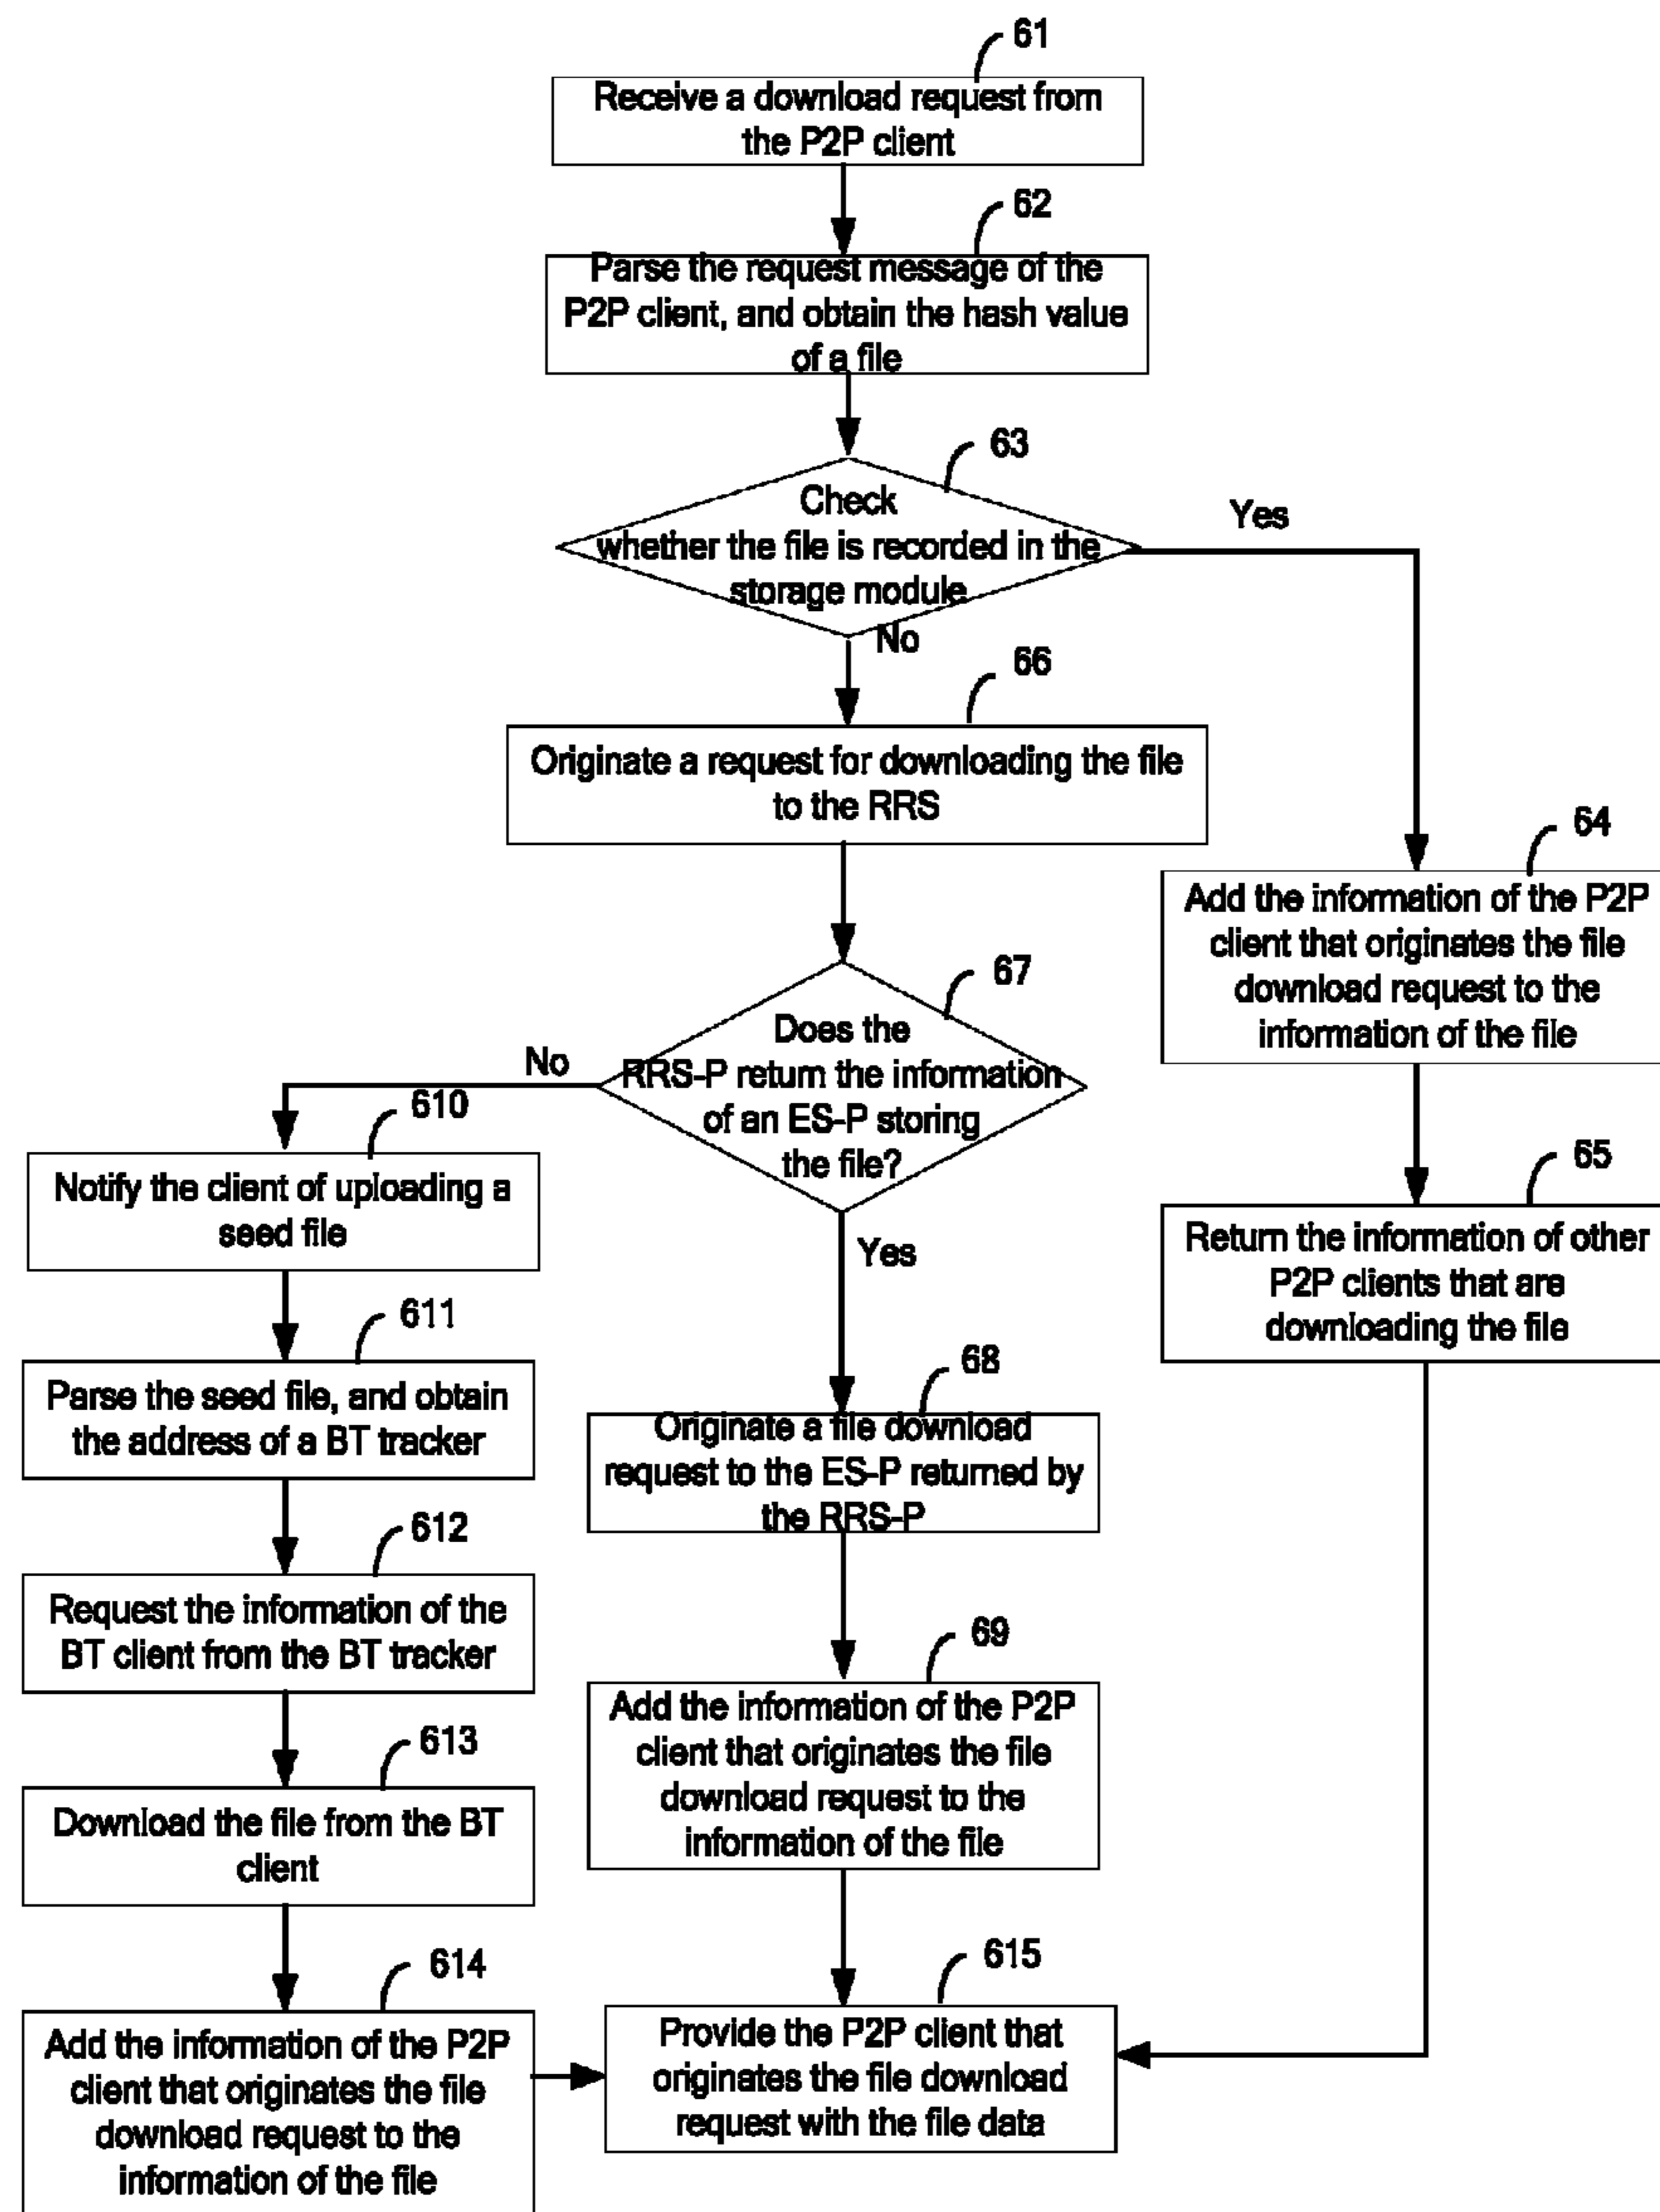 61
Receive a download request from
the P2P client
62
Parse the request message of the
P2P client, and obtain the hash value
of a file
63
Check
whether the file is recorded in the
storage module
Yes
No
66
Originate a request for downloading the file
to the RRS
64
Add the information of the P2P
client that originates the file
download request to the
information of the file
67
Does the
RRS-P return the information
of an ES-P storing
the file?
No
Yes
65
Return the information of other
P2P clients that are
downloading the file
610
Notify the client of uploading a
seed file
611
Parse the seed file, and obtain
the address of a BT tracker
68
Originate a file download
request to the ES-P returned by
the RRS-P
612
Request the information of the
BT client from the BT tracker
69
Add the information of the P2P
client that originates the file
download request to the
information of the file
613
Download the file from the BT
client
614
Add the information of the P2P
client that originates the file
download request to the
information of the file
615
Provide the P2P client that
originates the file download
request with the file data